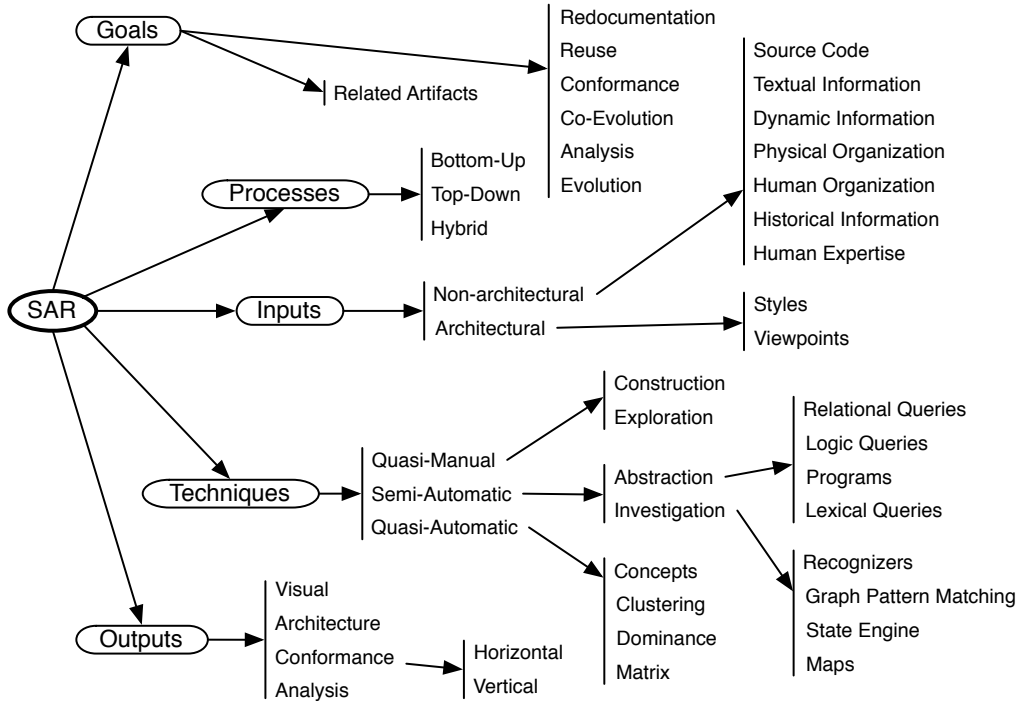 Goals
Redocumentation
Reuse
Conformance
Co-Evolution
Analysis
Evolution
Related Artifacts
Processes
Bottom-Up
Top-Down
Hybrid
SAR
Inputs
Non-architectural
Architectural
Source Code
Textual Information
Dynamic Information
Physical Organization
Human Organization
Historical Information
Human Expertise
Styles
Viewpoints
Techniques
Quasi-Manual
Semi-Automatic
Quasi-Automatic
Construction
Exploration
Abstraction
Investigation
Concepts
Clustering
Dominance
Matrix
Relational Queries
Logic Queries
Programs
Lexical Queries
Recognizers
Graph Pattern Matching
State Engine
Maps
Outputs
Visual
Architecture
Conformance
Analysis
Horizontal
Vertical